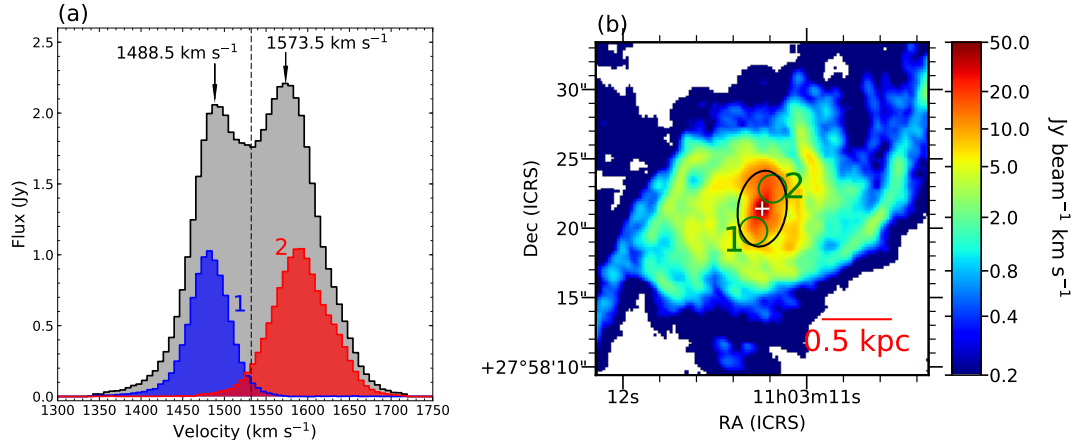 (a)
1488.5 km s⁻¹
1573.5 km s⁻¹
2.5
2.0
1.5
1.0
0.5
0.0
Flux (Jy)
1
2
1300 1350 1400 1450 1500 1550 1600 1650 1700 1750
Velocity (km s⁻¹)
(b)
30"
25"
20"
15"
+27°58'10"
Dec (ICRS)
2
1
0.5 kpc
12s 11h03m11s
RA (ICRS)
50.0
20.0
10.0
5.0
2.0
1.0
0.4
0.2
Jy beam⁻¹ km s⁻¹